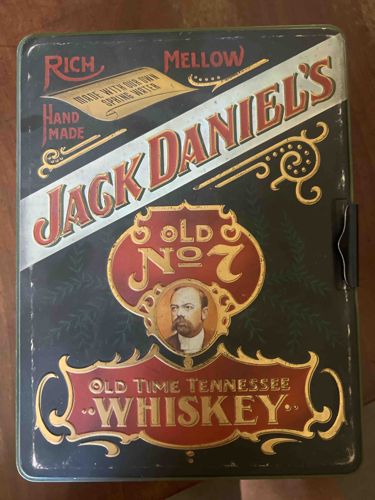 RICH
MELLOW
MADE WITH OUR OWN
SPRING WATER
HAND
MADE
JACK DANIEL'S
OLD
No 7
OLD TIME TENNESSEE
WHISKEY